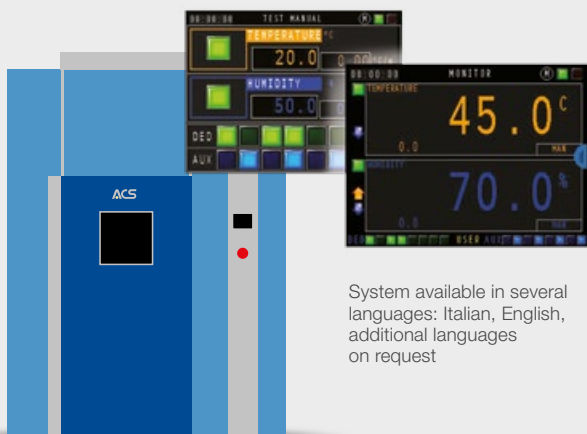 00:00:00 TEST MANUAL M
TEMPERATURE °C
20.0
HUMIDITY
50.0
DED
AUX
00:00:00 MONITOR M
TEMPERATURE
45.0 °C
0.0 MAN
HUMIDITY
70.0 %
0.0 MAN
DED USER AUX
ACS
System available in several
languages: Italian, English,
additional languages
on request